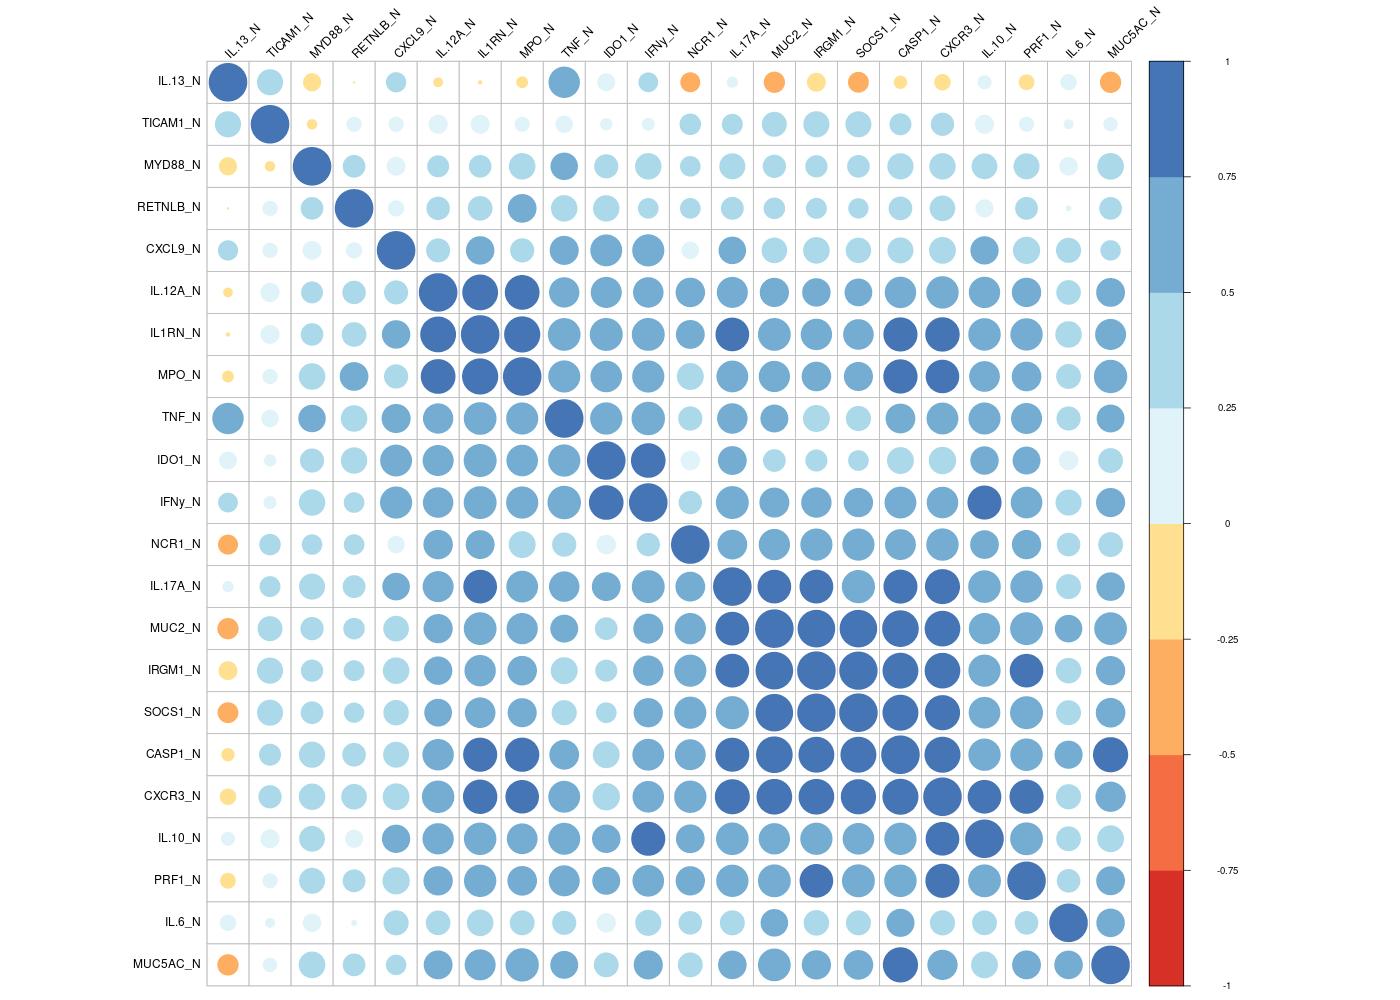 IL.13_N
TICAM1_N
MYD88_N
RETNLB_N
CXCL9_N
IL.12A_N
IL1RN_N
MPO_N
TNF_N
IDO1_N
IFNy_N
NCR1_N
IL.17A_N
MUC2_N
IRGM1_N
SOCS1_N
CASP1_N
CXCR3_N
IL.10_N
PRF1_N
IL.6_N
MUC5AC_N
IL.13_N
TICAM1_N
MYD88_N
RETNLB_N
CXCL9_N
IL.12A_N
IL1RN_N
MPO_N
TNF_N
IDO1_N
IFNy_N
NCR1_N
IL.17A_N
MUC2_N
IRGM1_N
SOCS1_N
CASP1_N
CXCR3_N
IL.10_N
PRF1_N
IL.6_N
MUC5AC_N
1
0.75
0.5
0.25
0
-0.25
-0.5
-0.75
-1